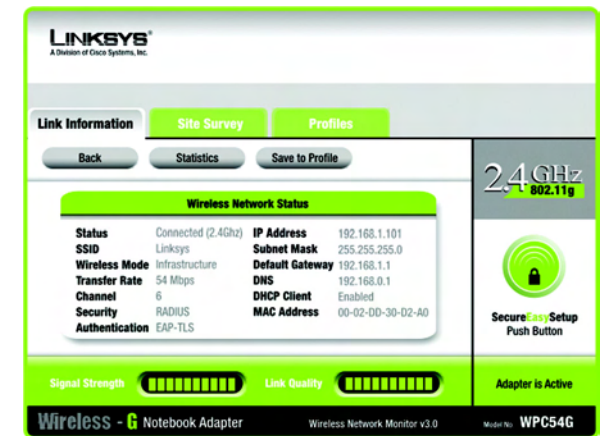 LINKSYS®
A Division of Cisco Systems, Inc.
Link Information Site Survey Profiles
Back Statistics Save to Profile
2.4 GHz
802.11g
Wireless Network Status
Status Connected (2.4Ghz) IP Address 192.168.1.101
SSID Linksys Subnet Mask 255.255.255.0
Wireless Mode Infrastructure Default Gateway 192.168.1.1
Transfer Rate 54 Mbps DNS 192.168.0.1
Channel 6 DHCP Client Enabled
Security RADIUS MAC Address 00-02-DD-30-D2-A0
Authentication EAP-TLS
SecureEasySetup
Push Button
Signal Strength Link Quality Adapter is Active
Wireless - G Notebook Adapter Wireless Network Monitor v3.0 Model No WPC54G